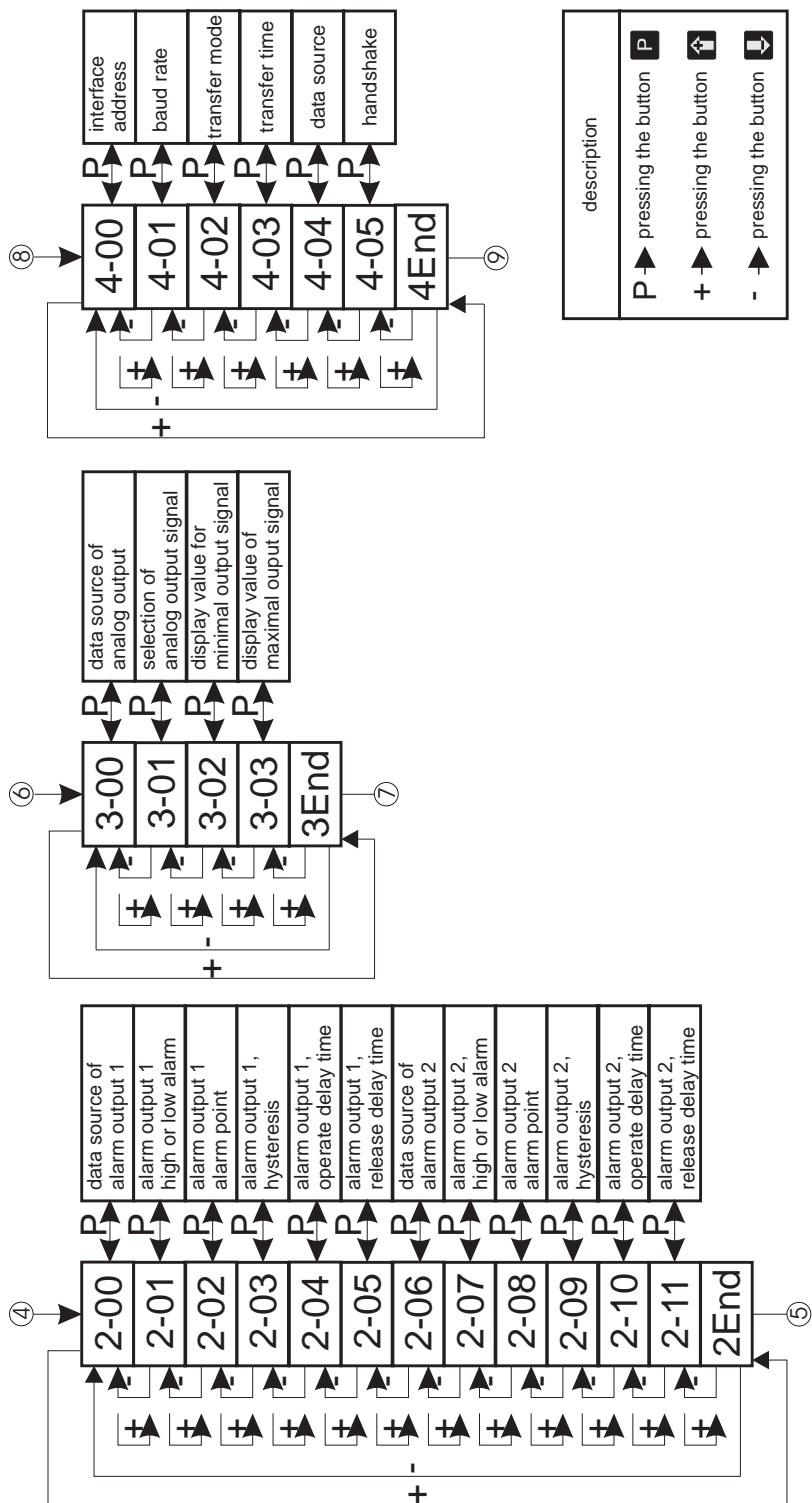 ④
2-00 P data source of
alarm output 1
+ -
2-01 P alarm output 1
high or low alarm
+ -
2-02 P alarm output 1
alarm point
+ -
2-03 P alarm output 1,
hysteresis
+ -
2-04 P alarm output 1,
operate delay time
+ -
2-05 P alarm output 1,
release delay time
+ -
2-06 P data source of
alarm output 2
+ -
2-07 P alarm output 2,
high or low alarm
+ -
2-08 P alarm output 2
alarm point
+ -
2-09 P alarm output 2,
hysteresis
+ -
2-10 P alarm output 2,
operate delay time
+ -
2-11 P alarm output 2,
release delay time
+ -
2End
+ -
⑤
⑥
3-00 P data source of
analog output
+ -
3-01 P selection of
analog output signal
+ -
3-02 P display value for
minimal output signal
+ -
3-03 P display value of
maximal ouput signal
+ -
3End
+ -
⑦
⑧
4-00 P interface
address
+ -
4-01 P baud rate
+ -
4-02 P transfer mode
+ -
4-03 P transfer time
+ -
4-04 P data source
+ -
4-05 P handshake
+ -
4End
+ -
⑨
description
P pressing the button P
+ pressing the button
- pressing the button